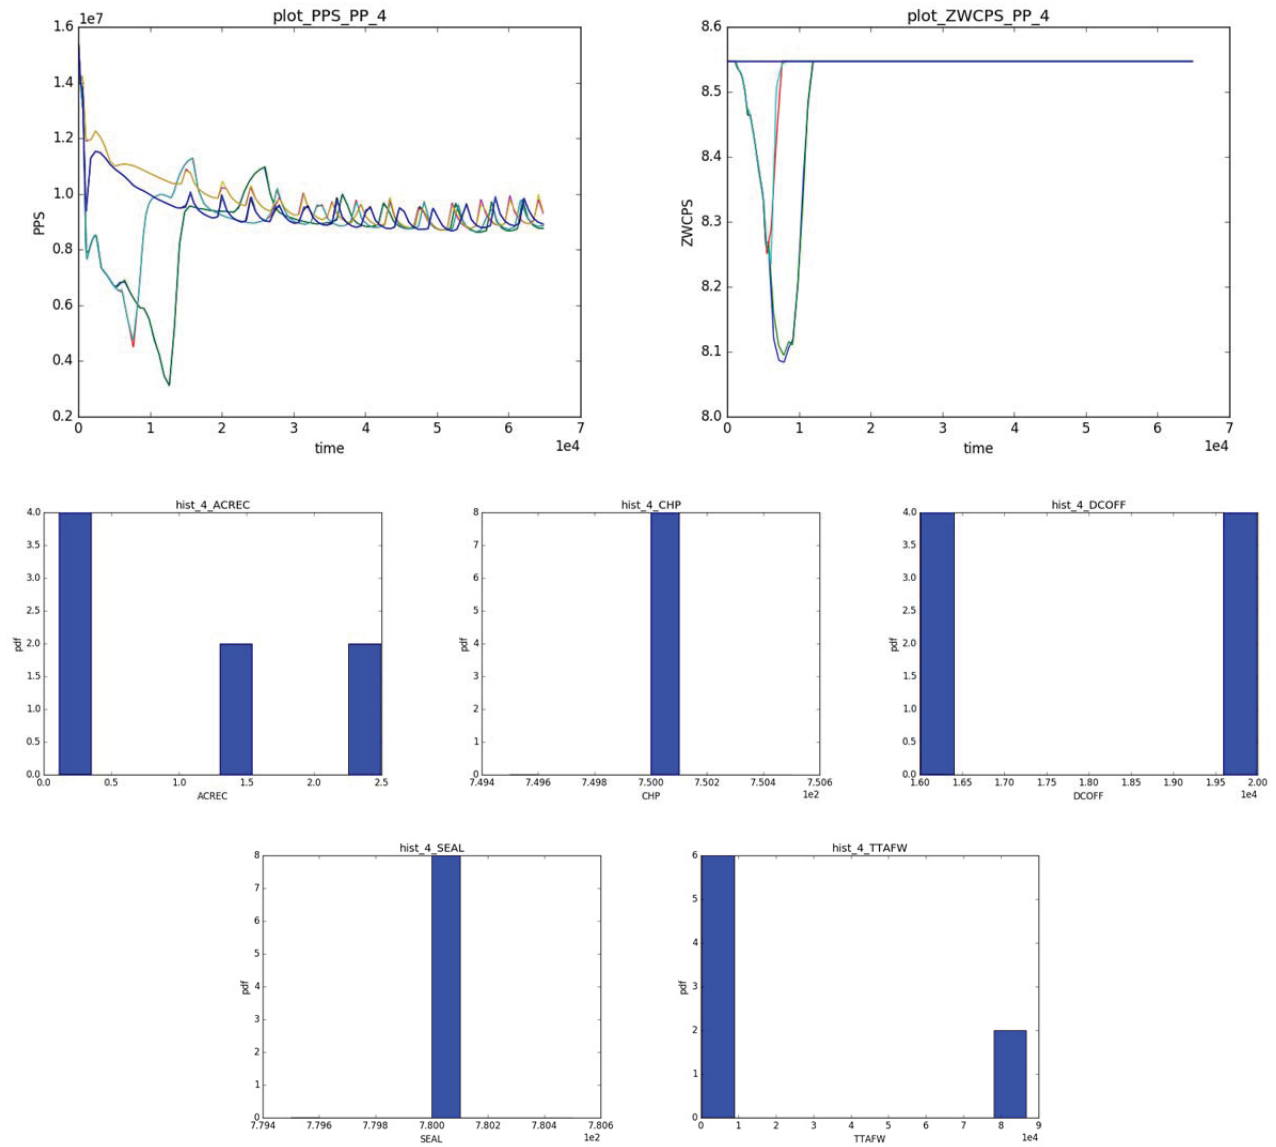 plot_PPS_PP_4
1e7
1.6
1.4
1.2
1.0
0.8
0.6
0.4
0.2
PPS
0 1 2 3 4 5 6 7
1e4
time
plot_ZWCPS_PP_4
8.6
8.5
8.4
8.3
8.2
8.1
8.0
ZWCPS
0 1 2 3 4 5 6 7
1e4
time
hist_4_ACREC
4.0
3.5
3.0
2.5
2.0
1.5
1.0
0.5
0.0
pdf
0.0 0.5 1.0 1.5 2.0 2.5
ACREC
hist_4_CHP
8
7
6
5
4
3
2
1
0
pdf
7.494 7.496 7.498 7.500 7.502 7.504 7.506
1e2
CHP
hist_4_DCOFF
4.0
3.5
3.0
2.5
2.0
1.5
1.0
0.5
0.0
pdf
1.60 1.65 1.70 1.75 1.80 1.85 1.90 1.95 2.00
1e4
DCOFF
hist_4_SEAL
8
7
6
5
4
3
2
1
0
pdf
7.794 7.796 7.798 7.800 7.802 7.804 7.806
1e2
SEAL
hist_4_TTAFW
6
5
4
3
2
1
0
pdf
0 1 2 3 4 5 6 7 8 9
1e4
TTAFW